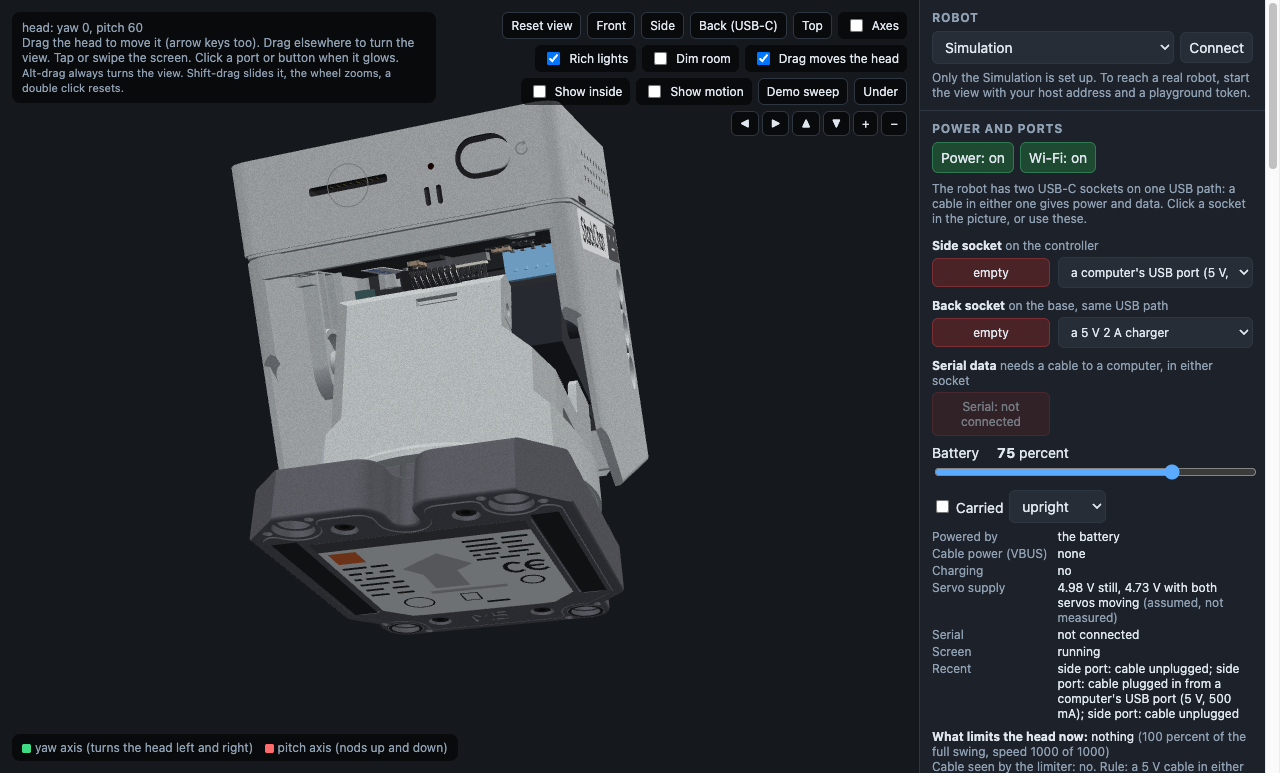 head: yaw 0, pitch 60
Drag the head to move it (arrow keys too). Drag elsewhere to turn the
view. Tap or swipe the screen. Click a port or button when it glows.
Alt-drag always turns the view. Shift-drag slides it, the wheel zooms, a
double click resets.
Reset view Front Side Back (USB-C) Top Axes
Rich lights Dim room Drag moves the head
Show inside Show motion Demo sweep Under
◀ ▶ ▲ ▼ + −
CE
yaw axis (turns the head left and right) pitch axis (nods up and down)
ROBOT
Simulation Connect
Only the Simulation is set up. To reach a real robot, start
the view with your host address and a playground token.
POWER AND PORTS
Power: on Wi-Fi: on
The robot has two USB-C sockets on one USB path: a
cable in either one gives power and data. Click a socket
in the picture, or use these.
Side socket on the controller
empty a computer's USB port (5 V,
Back socket on the base, same USB path
empty a 5 V 2 A charger
Serial data needs a cable to a computer, in either
socket
Serial: not
connected
Battery 75 percent
Carried upright
Powered by the battery
Cable power (VBUS) none
Charging no
Servo supply 4.98 V still, 4.73 V with both
servos moving (assumed, not
measured)
Serial not connected
Screen running
Recent side port: cable unplugged; side
port: cable plugged in from a
computer's USB port (5 V, 500
mA); side port: cable unplugged
What limits the head now: nothing (100 percent of the
full swing, speed 1000 of 1000)
Cable seen by the limiter: no. Rule: a 5 V cable in either